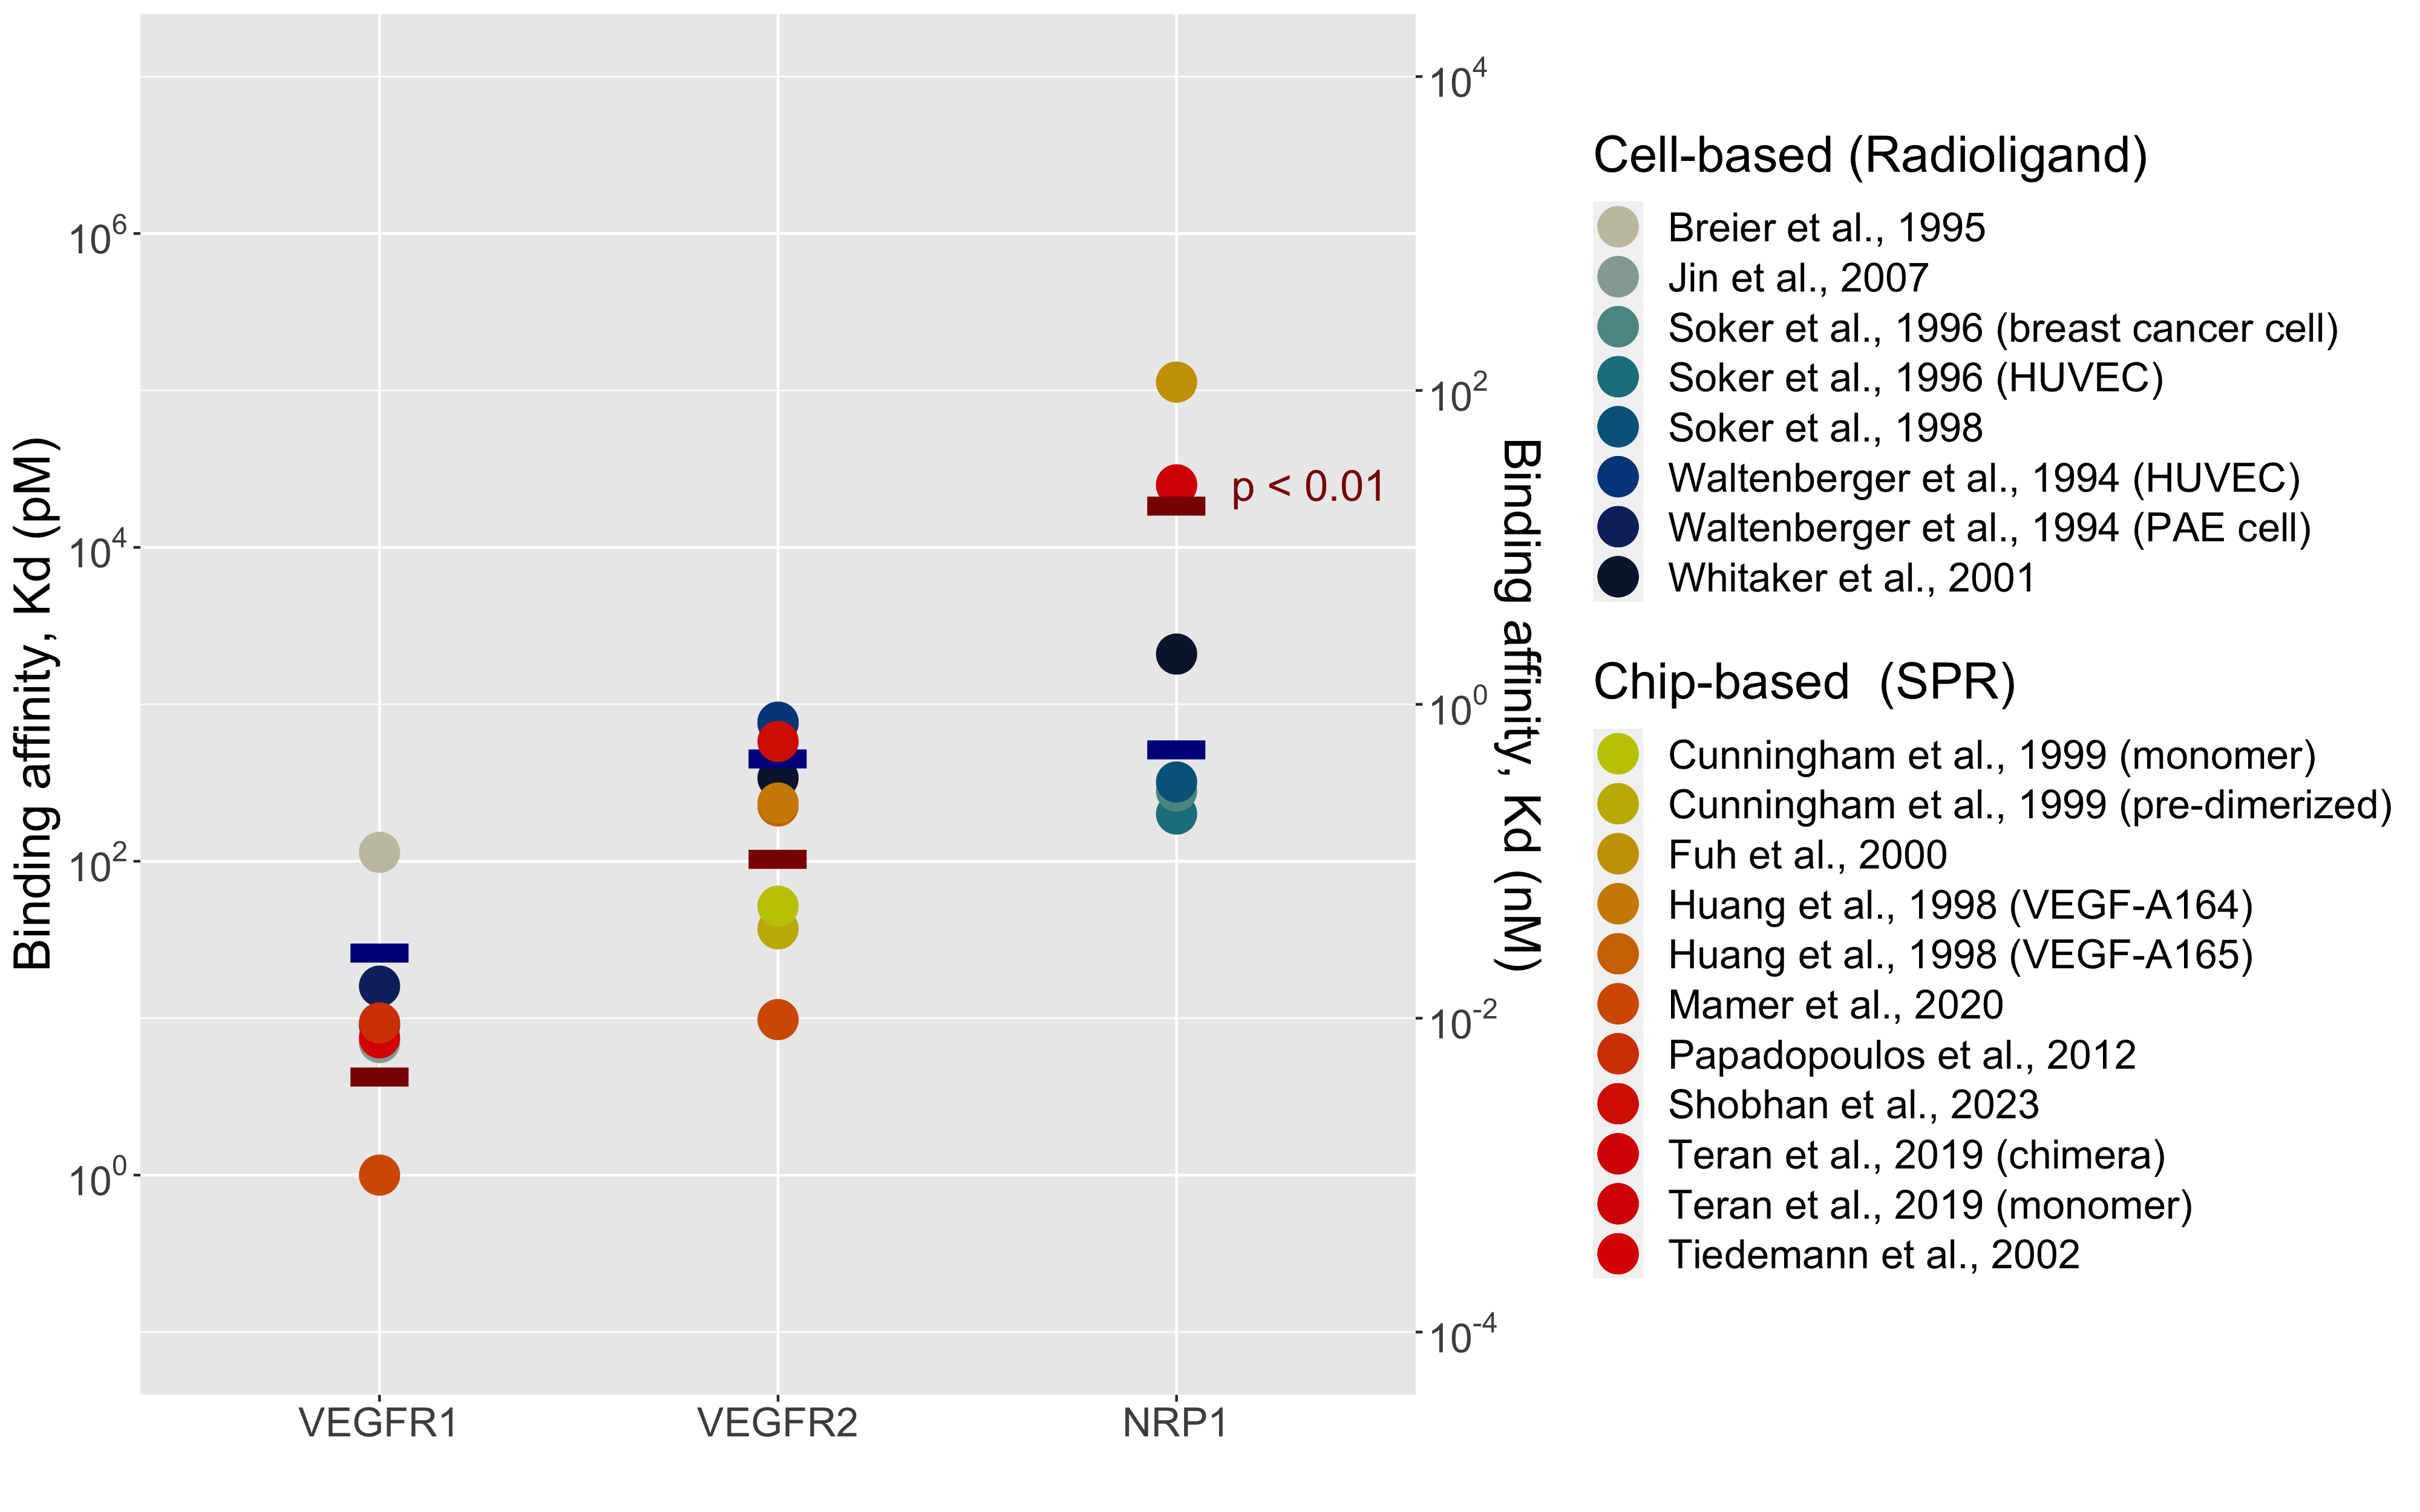 Binding affinity, Kd (pM)
10^6
10^4
10^2
10^0
p < 0.01
VEGFR1
VEGFR2
NRP1
10^4
10^2
10^0
10^-2
10^-4
Binding affinity, Kd (nM)
Cell-based (Radioligand)
Breier et al., 1995
Jin et al., 2007
Soker et al., 1996 (breast cancer cell)
Soker et al., 1996 (HUVEC)
Soker et al., 1998
Waltenberger et al., 1994 (HUVEC)
Waltenberger et al., 1994 (PAE cell)
Whitaker et al., 2001
Chip-based  (SPR)
Cunningham et al., 1999 (monomer)
Cunningham et al., 1999 (pre-dimerized)
Fuh et al., 2000
Huang et al., 1998 (VEGF-A164)
Huang et al., 1998 (VEGF-A165)
Mamer et al., 2020
Papadopoulos et al., 2012
Shobhan et al., 2023
Teran et al., 2019 (chimera)
Teran et al., 2019 (monomer)
Tiedemann et al., 2002